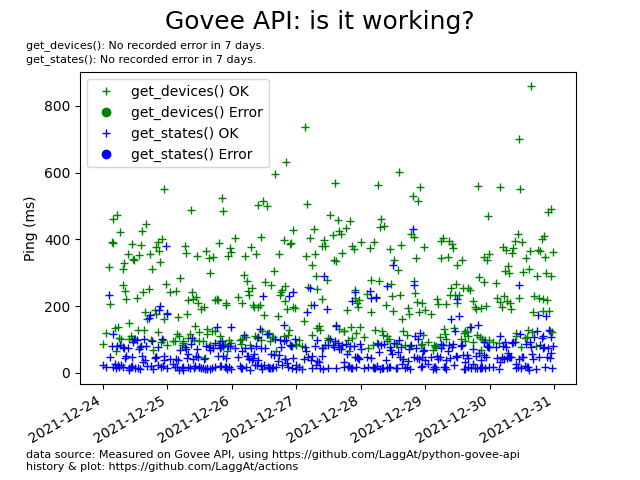 Govee API: is it working?
get_devices(): No recorded error in 7 days.
get_states(): No recorded error in 7 days.
get_devices() OK
get_devices() Error
get_states() OK
get_states() Error
Ping (ms)
800
600
400
200
0
2021-12-24
2021-12-25
2021-12-26
2021-12-27
2021-12-28
2021-12-29
2021-12-30
2021-12-31
data source: Measured on Govee API, using https://github.com/LaggAt/python-govee-api
history & plot: https://github.com/LaggAt/actions